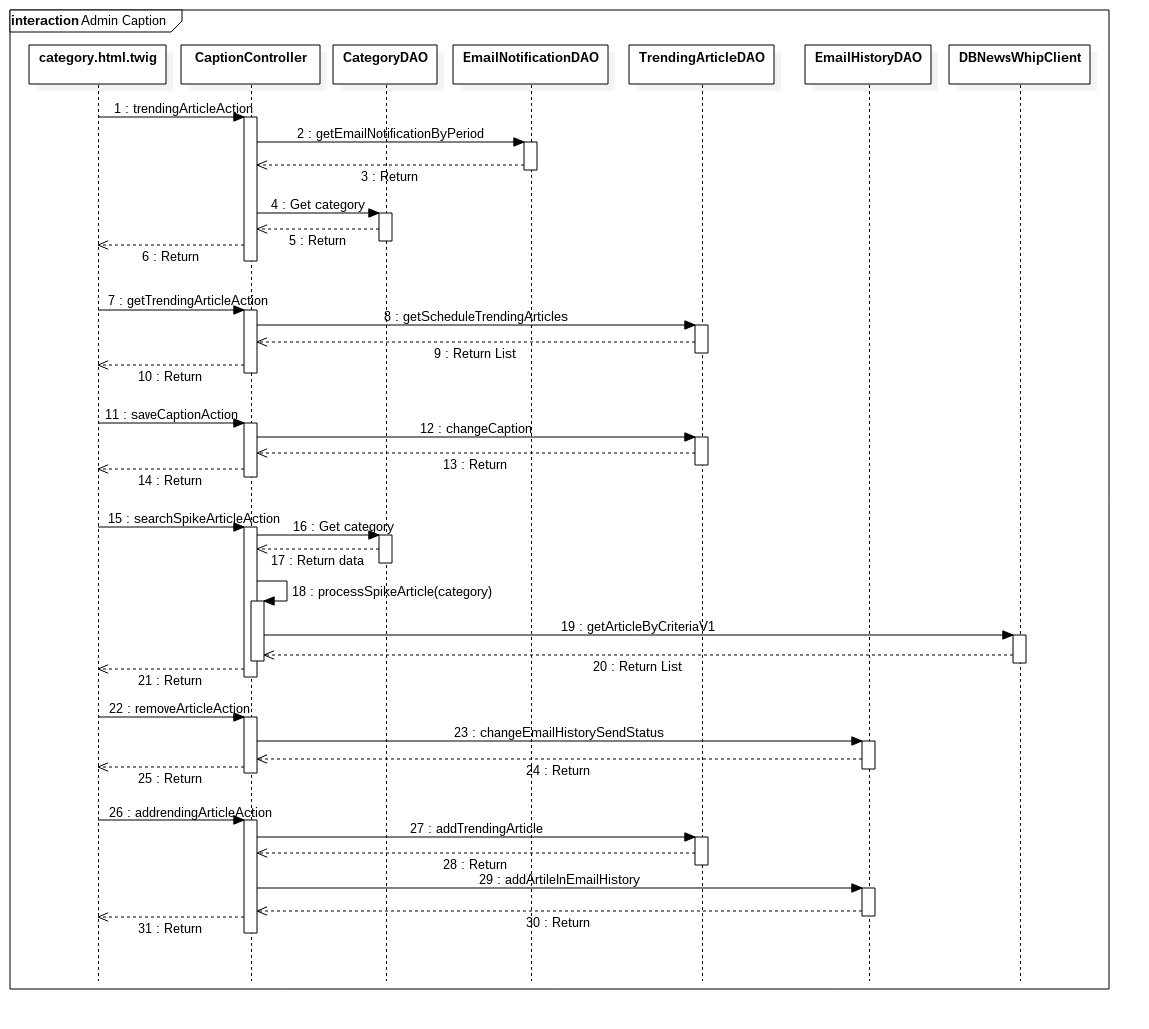 interaction Admin Caption
category.html.twig
CaptionController
CategoryDAO
EmailNotificationDAO
TrendingArticleDAO
EmailHistoryDAO
DBNewsWhipClient
1 : trendingArticleAction
2 : getEmailNotificationByPeriod
3 : Return
4 : Get category
5 : Return
6 : Return
7 : getTrendingArticleAction
8 : getScheduleTrendingArticles
9 : Return List
10 : Return
11 : saveCaptionAction
12 : changeCaption
13 : Return
14 : Return
15 : searchSpikeArticleAction
16 : Get category
17 : Return data
18 : processSpikeArticle(category)
19 : getArticleByCriteriaV1
20 : Return List
21 : Return
22 : removeArticleAction
23 : changeEmailHistorySendStatus
24 : Return
25 : Return
26 : addrendingArticleAction
27 : addTrendingArticle
28 : Return
29 : addArtileInEmailHistory
30 : Return
31 : Return